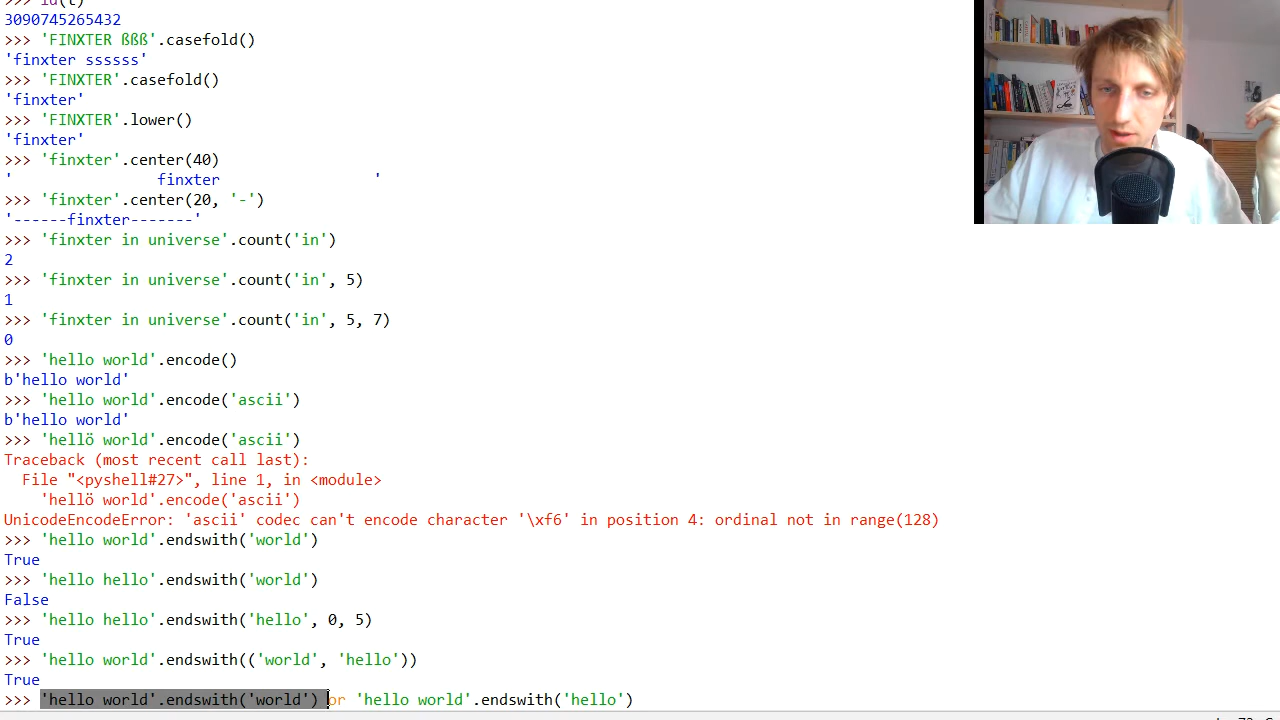 >>> id(t)
3090745265432
>>> 'FINXTER ßßß'.casefold()
'finxter ssssss'
>>> 'FINXTER'.casefold()
'finxter'
>>> 'FINXTER'.lower()
'finxter'
>>> 'finxter'.center(40)
'                finxter                 '
>>> 'finxter'.center(20, '-')
'------finxter-------'
>>> 'finxter in universe'.count('in')
2
>>> 'finxter in universe'.count('in', 5)
1
>>> 'finxter in universe'.count('in', 5, 7)
0
>>> 'hello world'.encode()
b'hello world'
>>> 'hello world'.encode('ascii')
b'hello world'
>>> 'hellö world'.encode('ascii')
Traceback (most recent call last):
  File "<pyshell#27>", line 1, in <module>
    'hellö world'.encode('ascii')
UnicodeEncodeError: 'ascii' codec can't encode character '\xf6' in position 4: ordinal not in range(128)
>>> 'hello world'.endswith('world')
True
>>> 'hello hello'.endswith('world')
False
>>> 'hello hello'.endswith('hello', 0, 5)
True
>>> 'hello world'.endswith(('world', 'hello'))
True
>>> 'hello world'.endswith('world') or 'hello world'.endswith('hello')